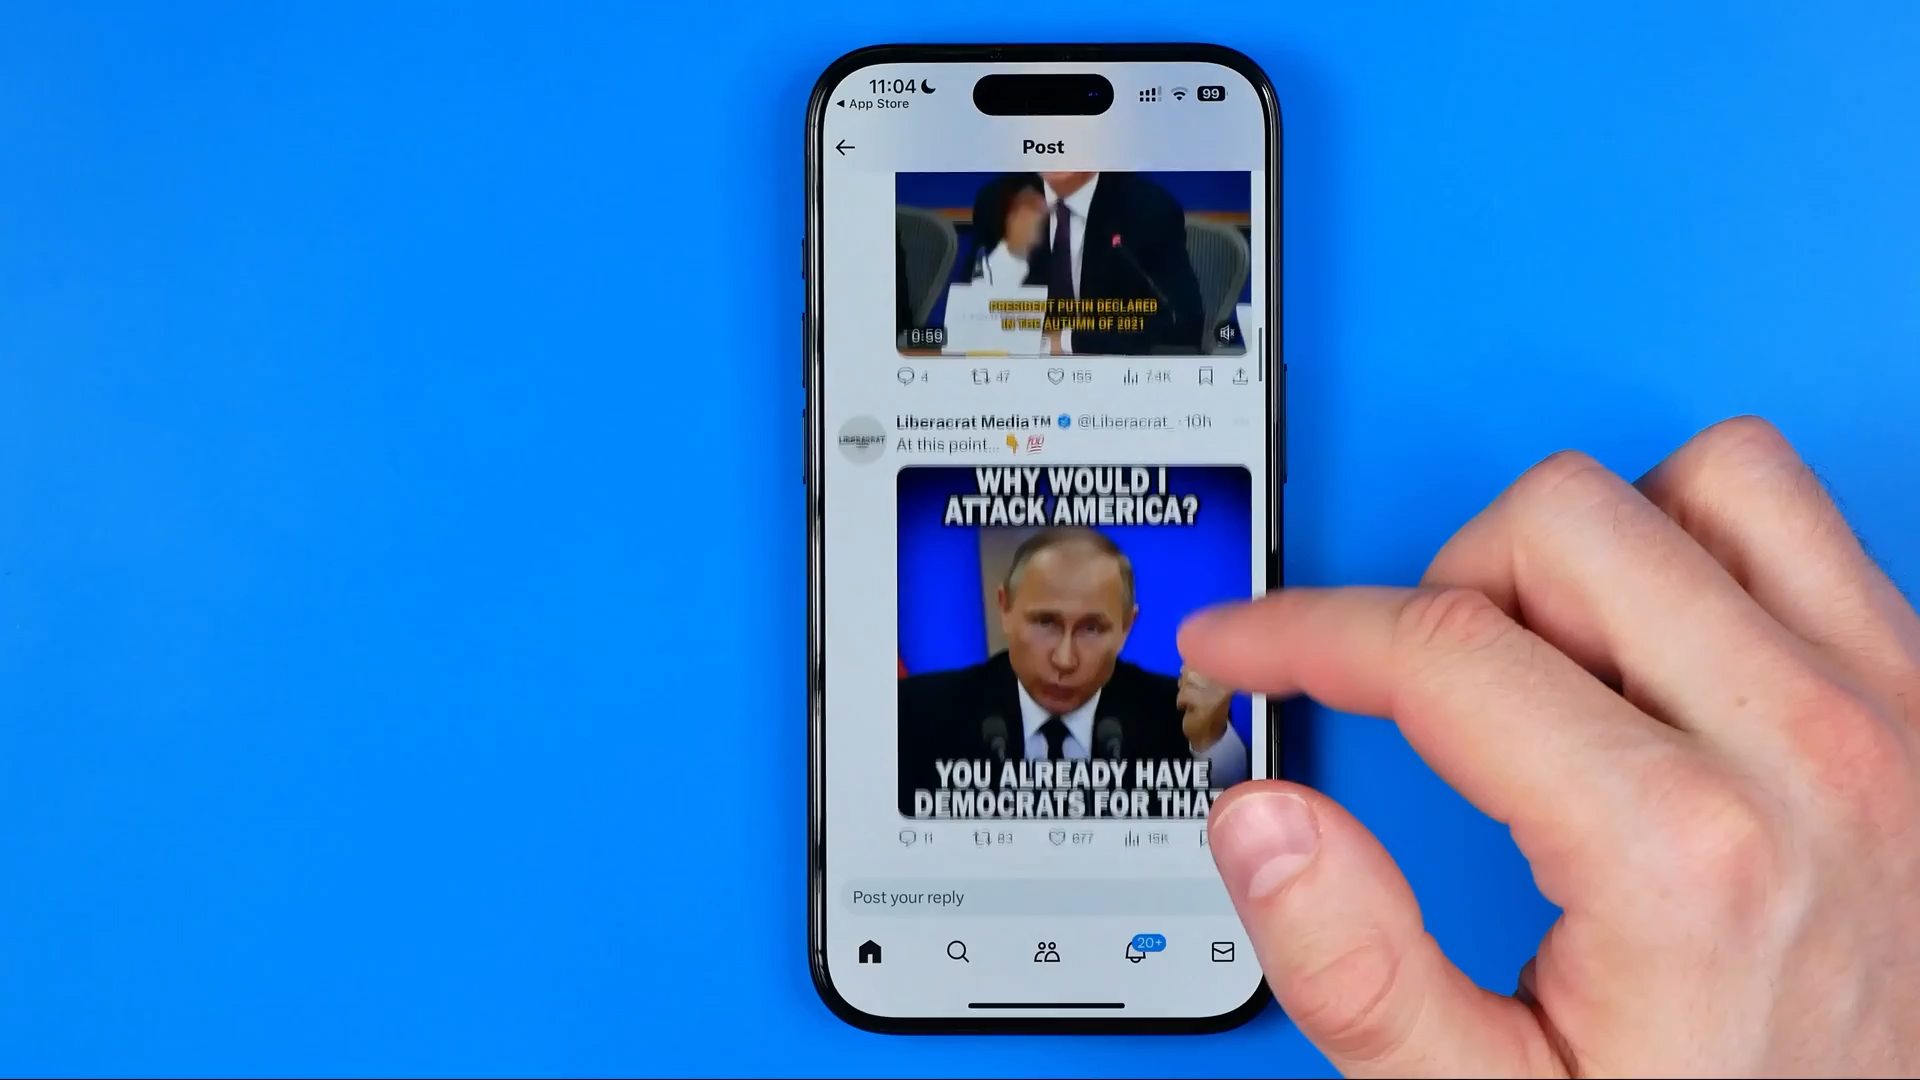 11:04
99
App Store
Post
PRESIDENT PUTIN DECLARED
IN THE AUTUMN OF 2021
0:59
4 47 155 7.4K
Liberacrat Media™ @Liberacrat_ · 10h
LIBERACRAT
At this point... 👇 💯
WHY WOULD I
ATTACK AMERICA?
YOU ALREADY HAVE
DEMOCRATS FOR THAT
11 83 677 15K
Post your reply
20+